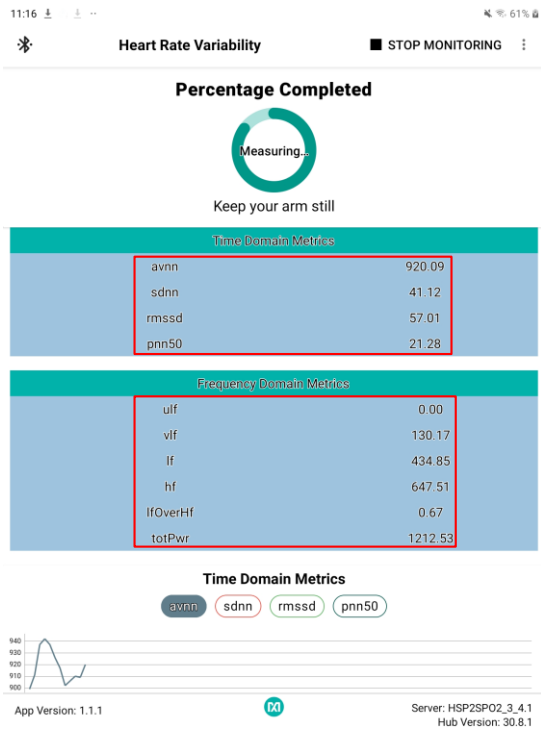 11:16
61%
Heart Rate Variability
STOP MONITORING
Percentage Completed
Measuring...
Keep your arm still
Time Domain Metrics
avnn 920.09
sdnn 41.12
rmssd 57.01
pnn50 21.28
Frequency Domain Metrics
ulf 0.00
vlf 130.17
lf 434.85
hf 647.51
lfOverHf 0.67
totPwr 1212.53
Time Domain Metrics
avnn sdnn rmssd pnn50
940
930
920
910
900
App Version: 1.1.1
Server: HSP2SPO2_3_4.1
Hub Version: 30.8.1